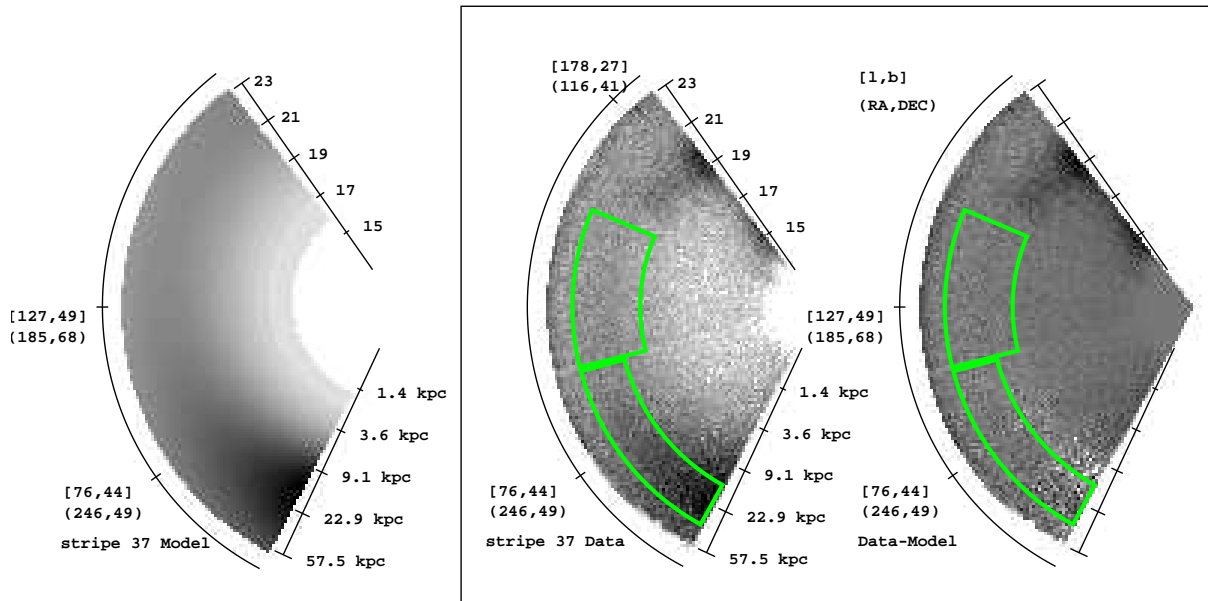 23
21
19
17
15
[127,49]
(185,68)
1.4 kpc
3.6 kpc
9.1 kpc
22.9 kpc
57.5 kpc
[76,44]
(246,49)
stripe 37 Model
[178,27]
(116,41)
23
21
19
17
15
[127,49]
(185,68)
1.4 kpc
3.6 kpc
9.1 kpc
22.9 kpc
57.5 kpc
[76,44]
(246,49)
stripe 37 Data
[l,b]
(RA,DEC)
[76,44]
(246,49)
Data-Model